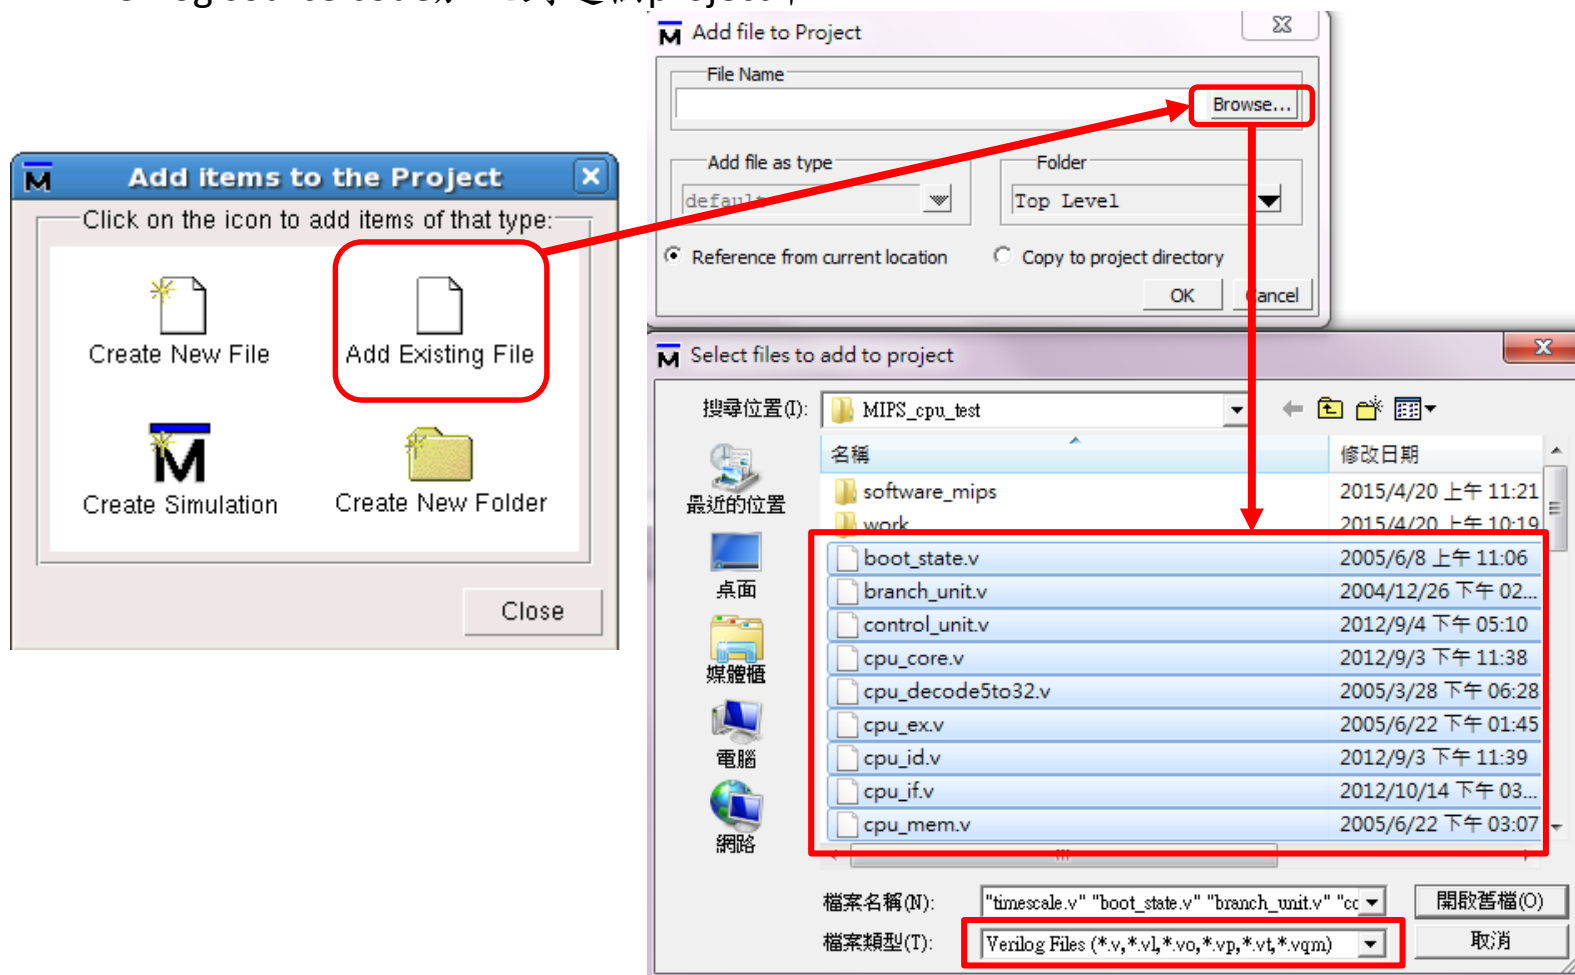 Add items to the Project
Click on the icon to add items of that type:
Create New File
Add Existing File
Create Simulation
Create New Folder
Close
Add file to Project
File Name
Browse...
Add file as type
Folder
default
Top Level
Reference from current location
Copy to project directory
OK
Cancel
Select files to add to project
搜尋位置(I):
MIPS_cpu_test
名稱
修改日期
software_mips
2015/4/20 上午 11:21
work
2015/4/20 上午 10:19
boot_state.v
2005/6/8 上午 11:06
branch_unit.v
2004/12/26 下午 02...
control_unit.v
2012/9/4 下午 05:10
cpu_core.v
2012/9/3 下午 11:38
cpu_decode5to32.v
2005/3/28 下午 06:28
cpu_ex.v
2005/6/22 下午 01:45
cpu_id.v
2012/9/3 下午 11:39
cpu_if.v
2012/10/14 下午 03...
cpu_mem.v
2005/6/22 下午 03:07
最近的位置
桌面
媒體櫃
電腦
網路
檔案名稱(N):
"timescale.v" "boot_state.v" "branch_unit.v" "cc
開啟舊檔(O)
檔案類型(T):
Verilog Files (*.v,*.vl,*.vo,*.vp,*.vt,*.vqm)
取消